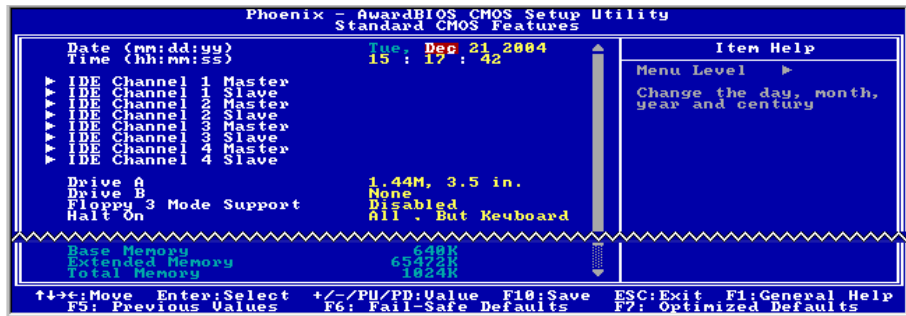 Phoenix - AwardBIOS CMOS Setup Utility
Standard CMOS Features
Date (mm:dd:yy) Tue, Dec 21 2004
Time (hh:mm:ss) 15 : 17 : 42
► IDE Channel 1 Master
► IDE Channel 1 Slave
► IDE Channel 2 Master
► IDE Channel 2 Slave
► IDE Channel 3 Master
► IDE Channel 3 Slave
► IDE Channel 4 Master
► IDE Channel 4 Slave
Drive A 1.44M, 3.5 in.
Drive B None
Floppy 3 Mode Support Disabled
Halt On All , But Keyboard
Base Memory 640K
Extended Memory 65472K
Total Memory 1024K
Item Help
Menu Level ►
Change the day, month,
year and century
↑↓→←:Move Enter:Select +/-/PU/PD:Value F10:Save ESC:Exit F1:General Help
F5: Previous Values F6: Fail-Safe Defaults F7: Optimized Defaults